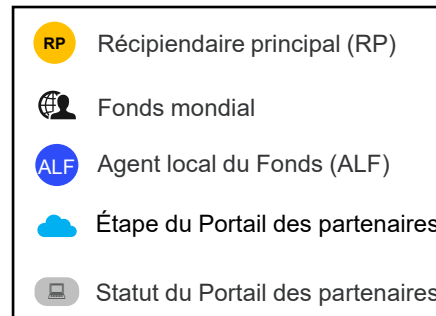 RP Récipiendaire principal (RP)
Fonds mondial
ALF Agent local du Fonds (ALF)
Étape du Portail des partenaires
Statut du Portail des partenaires